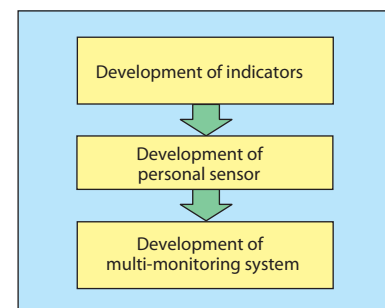 Development of indicators
Development of
personal sensor
Development of
multi-monitoring system